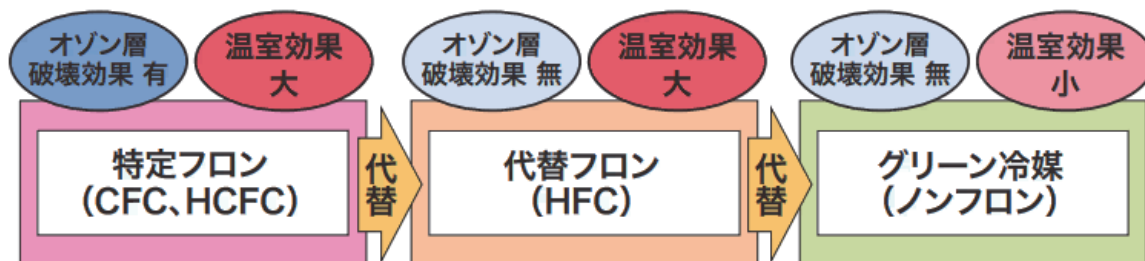 オゾン層
破壊効果 有
温室効果
大
オゾン層
破壊効果 無
温室効果
大
オゾン層
破壊効果 無
温室効果
小
特定フロン
(CFC、HCFC)
代替
代替フロン
(HFC)
代替
グリーン冷媒
(ノンフロン)